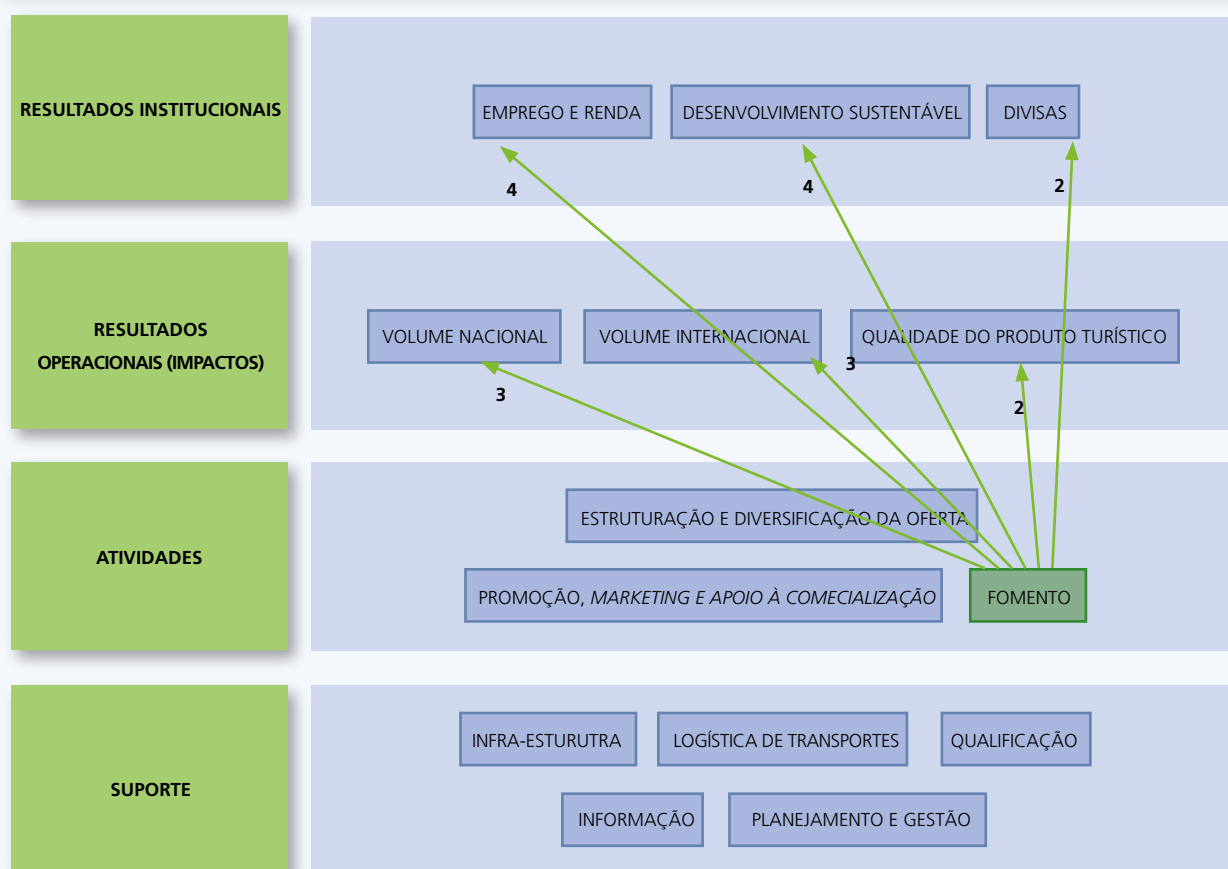 RESULTADOS INSTITUCIONAIS
EMPREGO E RENDA
DESENVOLVIMENTO SUSTENTÁVEL
DIVISAS
4
4
2
RESULTADOS
OPERACIONAIS (IMPACTOS)
VOLUME NACIONAL
VOLUME INTERNACIONAL
QUALIDADE DO PRODUTO TURÍSTICO
3
3
2
ATIVIDADES
ESTRUTURAÇÃO E DIVERSIFICAÇÃO DA OFERTA
PROMOÇÃO, MARKETING E APOIO À COMECIALIZAÇÃO
FOMENTO
SUPORTE
INFRA-ESTURUTRA
LOGÍSTICA DE TRANSPORTES
QUALIFICAÇÃO
INFORMAÇÃO
PLANEJAMENTO E GESTÃO